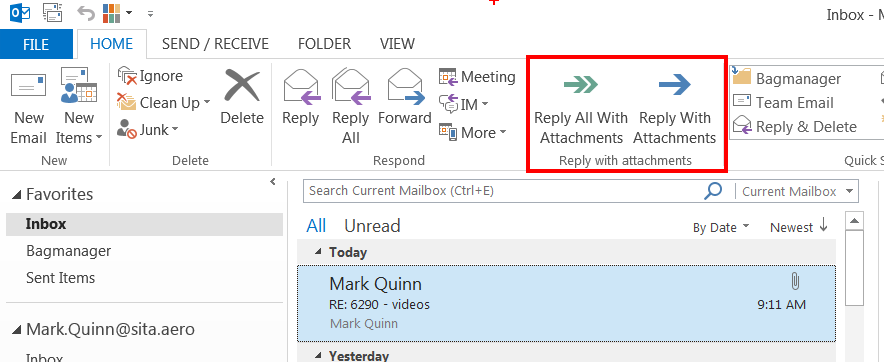 Inbox - M
FILE HOME SEND / RECEIVE FOLDER VIEW
New Email
New Items
New
Ignore
Clean Up
Junk
Delete
Delete
Reply
Reply All
Forward
Meeting
IM
More
Respond
Reply All With Attachments
Reply With Attachments
Reply with attachments
Bagmanager
Team Email
Reply & Delete
Quick S
Favorites
Inbox
Bagmanager
Sent Items
Mark.Quinn@sita.aero
Inbox
Search Current Mailbox (Ctrl+E)
Current Mailbox
All Unread
By Date Newest
Today
Mark Quinn
RE: 6290 - videos
9:11 AM
Mark Quinn
Yesterday